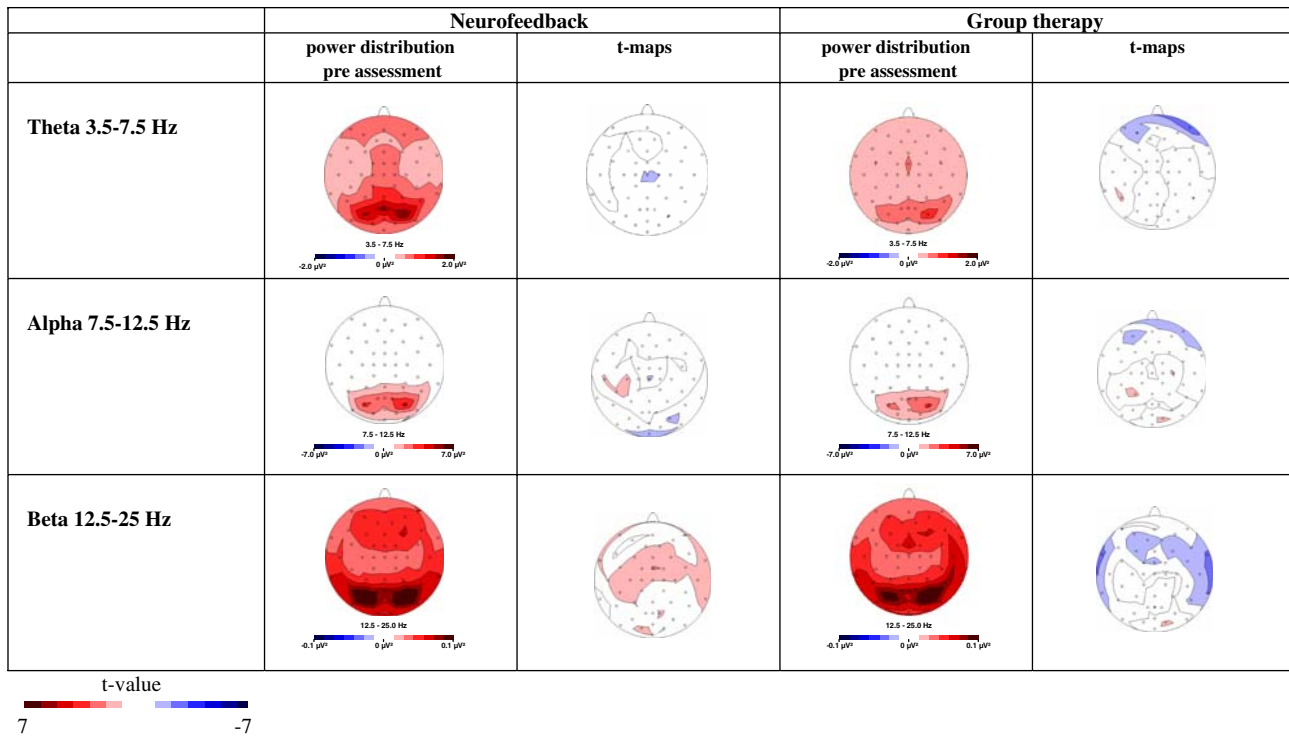 Neurofeedback
Group therapy
power distribution
pre assessment
t-maps
power distribution
pre assessment
t-maps
Theta 3.5-7.5 Hz
3.5 - 7.5 Hz
-2.0 µV² 0 µV² 2.0 µV²
3.5 - 7.5 Hz
-2.0 µV² 0 µV² 2.0 µV²
Alpha 7.5-12.5 Hz
7.5 - 12.5 Hz
-7.0 µV² 0 µV² 7.0 µV²
7.5 - 12.5 Hz
-7.0 µV² 0 µV² 7.0 µV²
Beta 12.5-25 Hz
12.5 - 25.0 Hz
-0.1 µV² 0 µV² 0.1 µV²
12.5 - 25.0 Hz
-0.1 µV² 0 µV² 0.1 µV²
t-value
7 -7